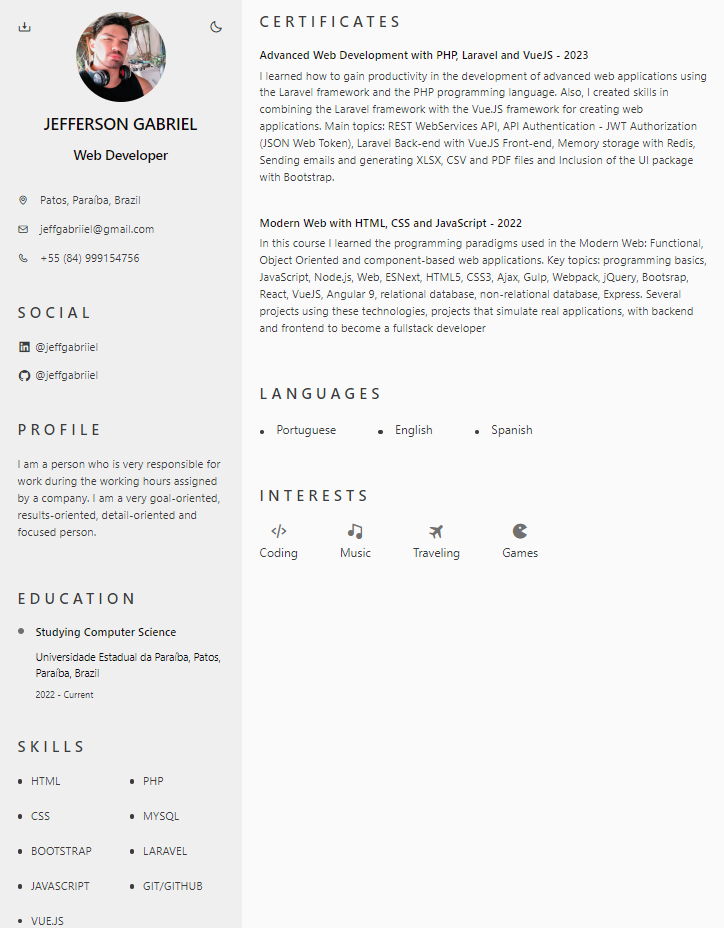 JEFFERSON GABRIEL
Web Developer
Patos, Paraíba, Brazil
jeffgabriiel@gmail.com
+55 (84) 999154756
SOCIAL
@jeffgabriiel
@jeffgabriiel
PROFILE
I am a person who is very responsible for
work during the working hours assigned
by a company. I am a very goal-oriented,
results-oriented, detail-oriented and
focused person.
EDUCATION
Studying Computer Science
Universidade Estadual da Paraíba, Patos,
Paraíba, Brazil
2022 - Current
SKILLS
HTML
PHP
CSS
MYSQL
BOOTSTRAP
LARAVEL
JAVASCRIPT
GIT/GITHUB
VUEJS
CERTIFICATES
Advanced Web Development with PHP, Laravel and VueJS - 2023
I learned how to gain productivity in the development of advanced web applications using
the Laravel framework and the PHP programming language. Also, I created skills in
combining the Laravel framework with the VueJS framework for creating web
applications. Main topics: REST WebServices API, API Authentication - JWT Authorization
(JSON Web Token), Laravel Back-end with VueJS Front-end, Memory storage with Redis,
Sending emails and generating XLSX, CSV and PDF files and Inclusion of the UI package
with Bootstrap.
Modern Web with HTML, CSS and JavaScript - 2022
In this course I learned the programming paradigms used in the Modern Web: Functional,
Object Oriented and component-based web applications. Key topics: programming basics,
JavaScript, Node.js, Web, ESNext, HTML5, CSS3, Ajax, Gulp, Webpack, jQuery, Bootsrap,
React, VueJS, Angular 9, relational database, non-relational database, Express. Several
projects using these technologies, projects that simulate real applications, with backend
and frontend to become a fullstack developer
LANGUAGES
Portuguese
English
Spanish
INTERESTS
Coding
Music
Traveling
Games